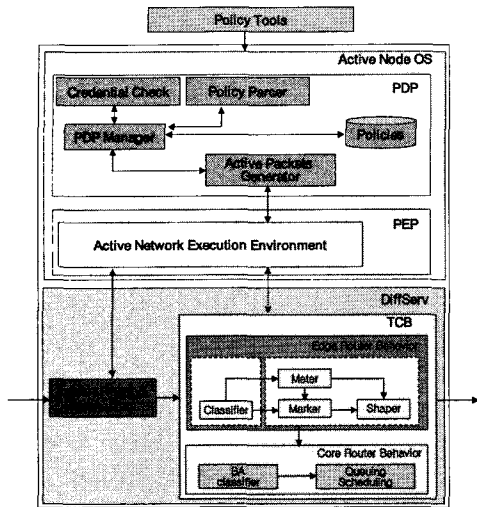 Policy Tools
Active Node OS
PDP
Credential Check
Policy Parser
PDP Manager
Policies
Active Packets
Generator
PEP
Active Network Execution Environment
DiffServ
TCB
Edge Router Behavior
Meter
Classifier
Marker
Shaper
Core Router Behavior
BA
classifier
Queuing
Scheduling